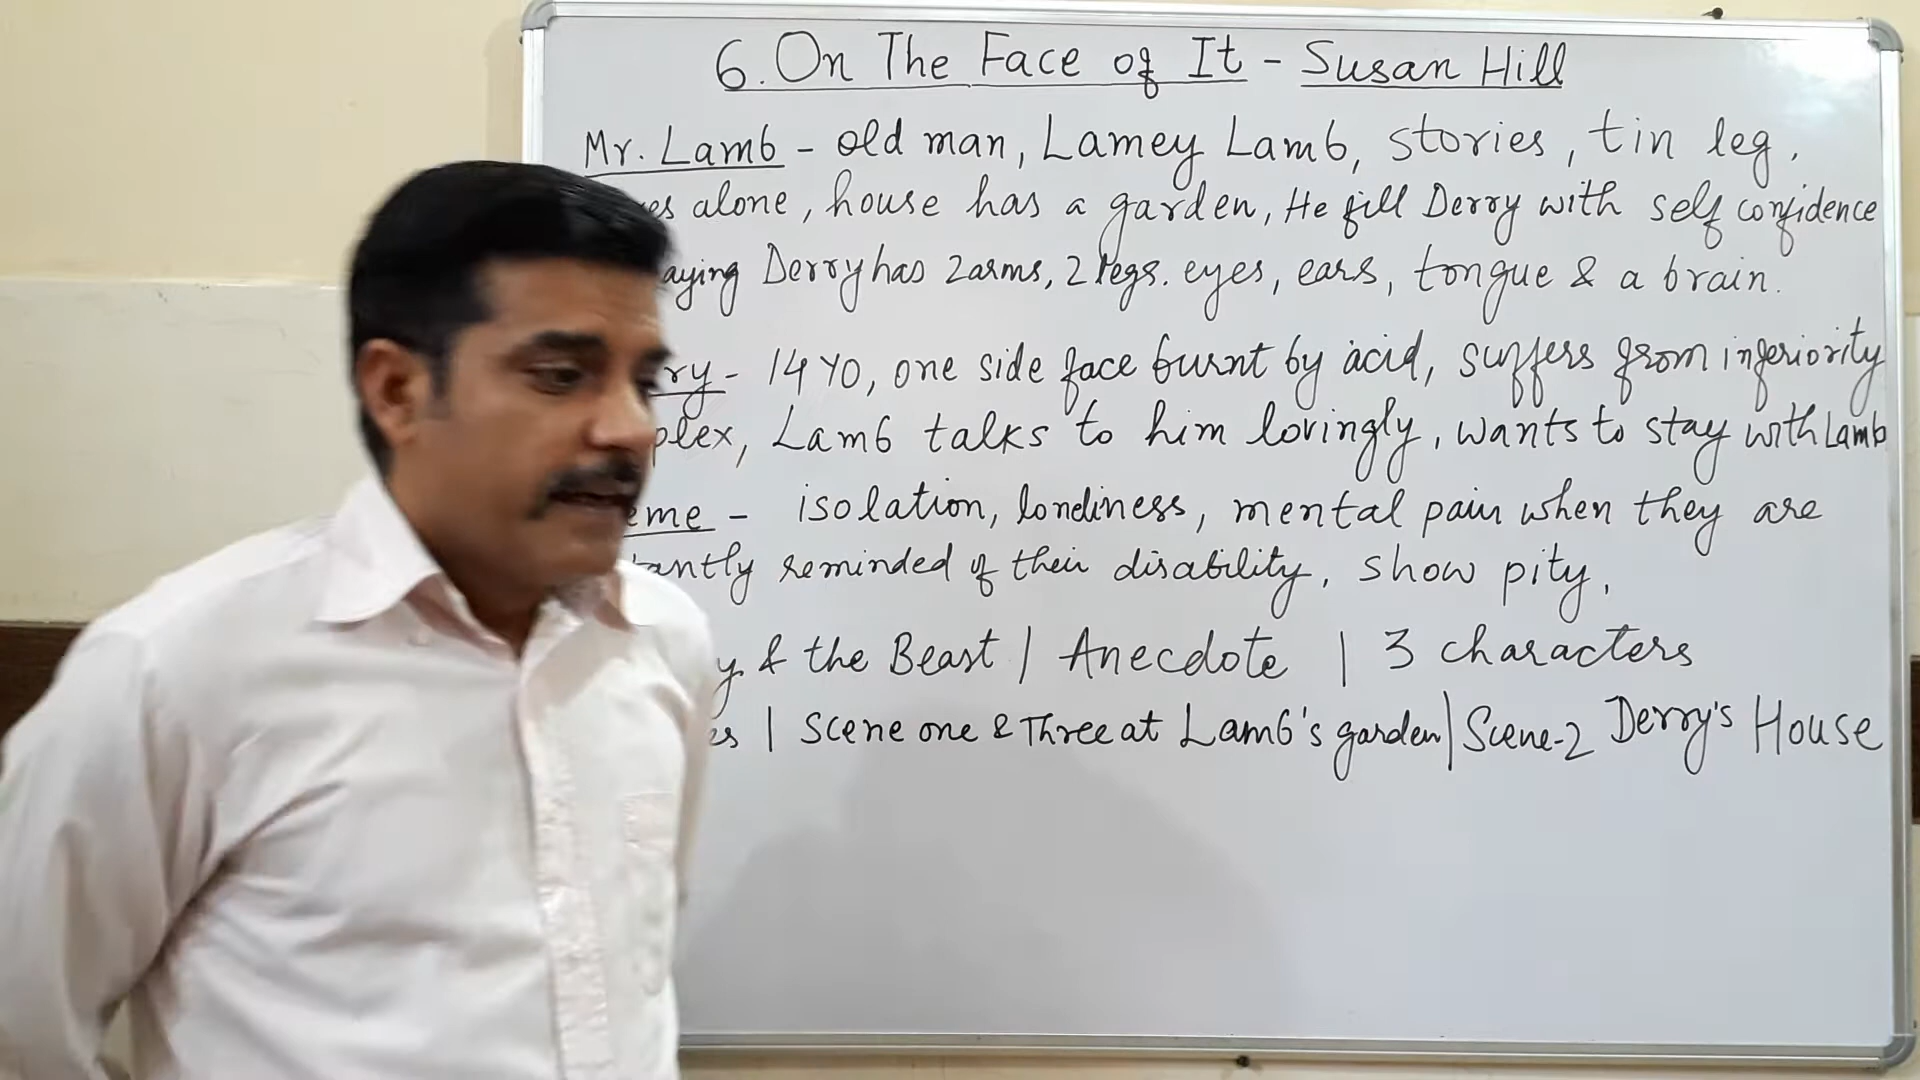 6. On The Face of It - Susan Hill
Mr. Lamb - old man, Lamey Lamb, stories, tin leg.
alone, house has a garden, He fill Derry with self confidence
Derry has 2 arms, 2 legs. eyes, ears, tongue & a brain.
14 YO, one side face burnt by acid, suffers from inferiority
Lamb talks to him lovingly, wants to stay with Lamb
isolation, loneliness, mental pain when they are
reminded of their disability, show pity,
& the Beast | Anecdote | 3 characters
| Scene one & Three at Lamb's garden | Scene-2 Derry's House